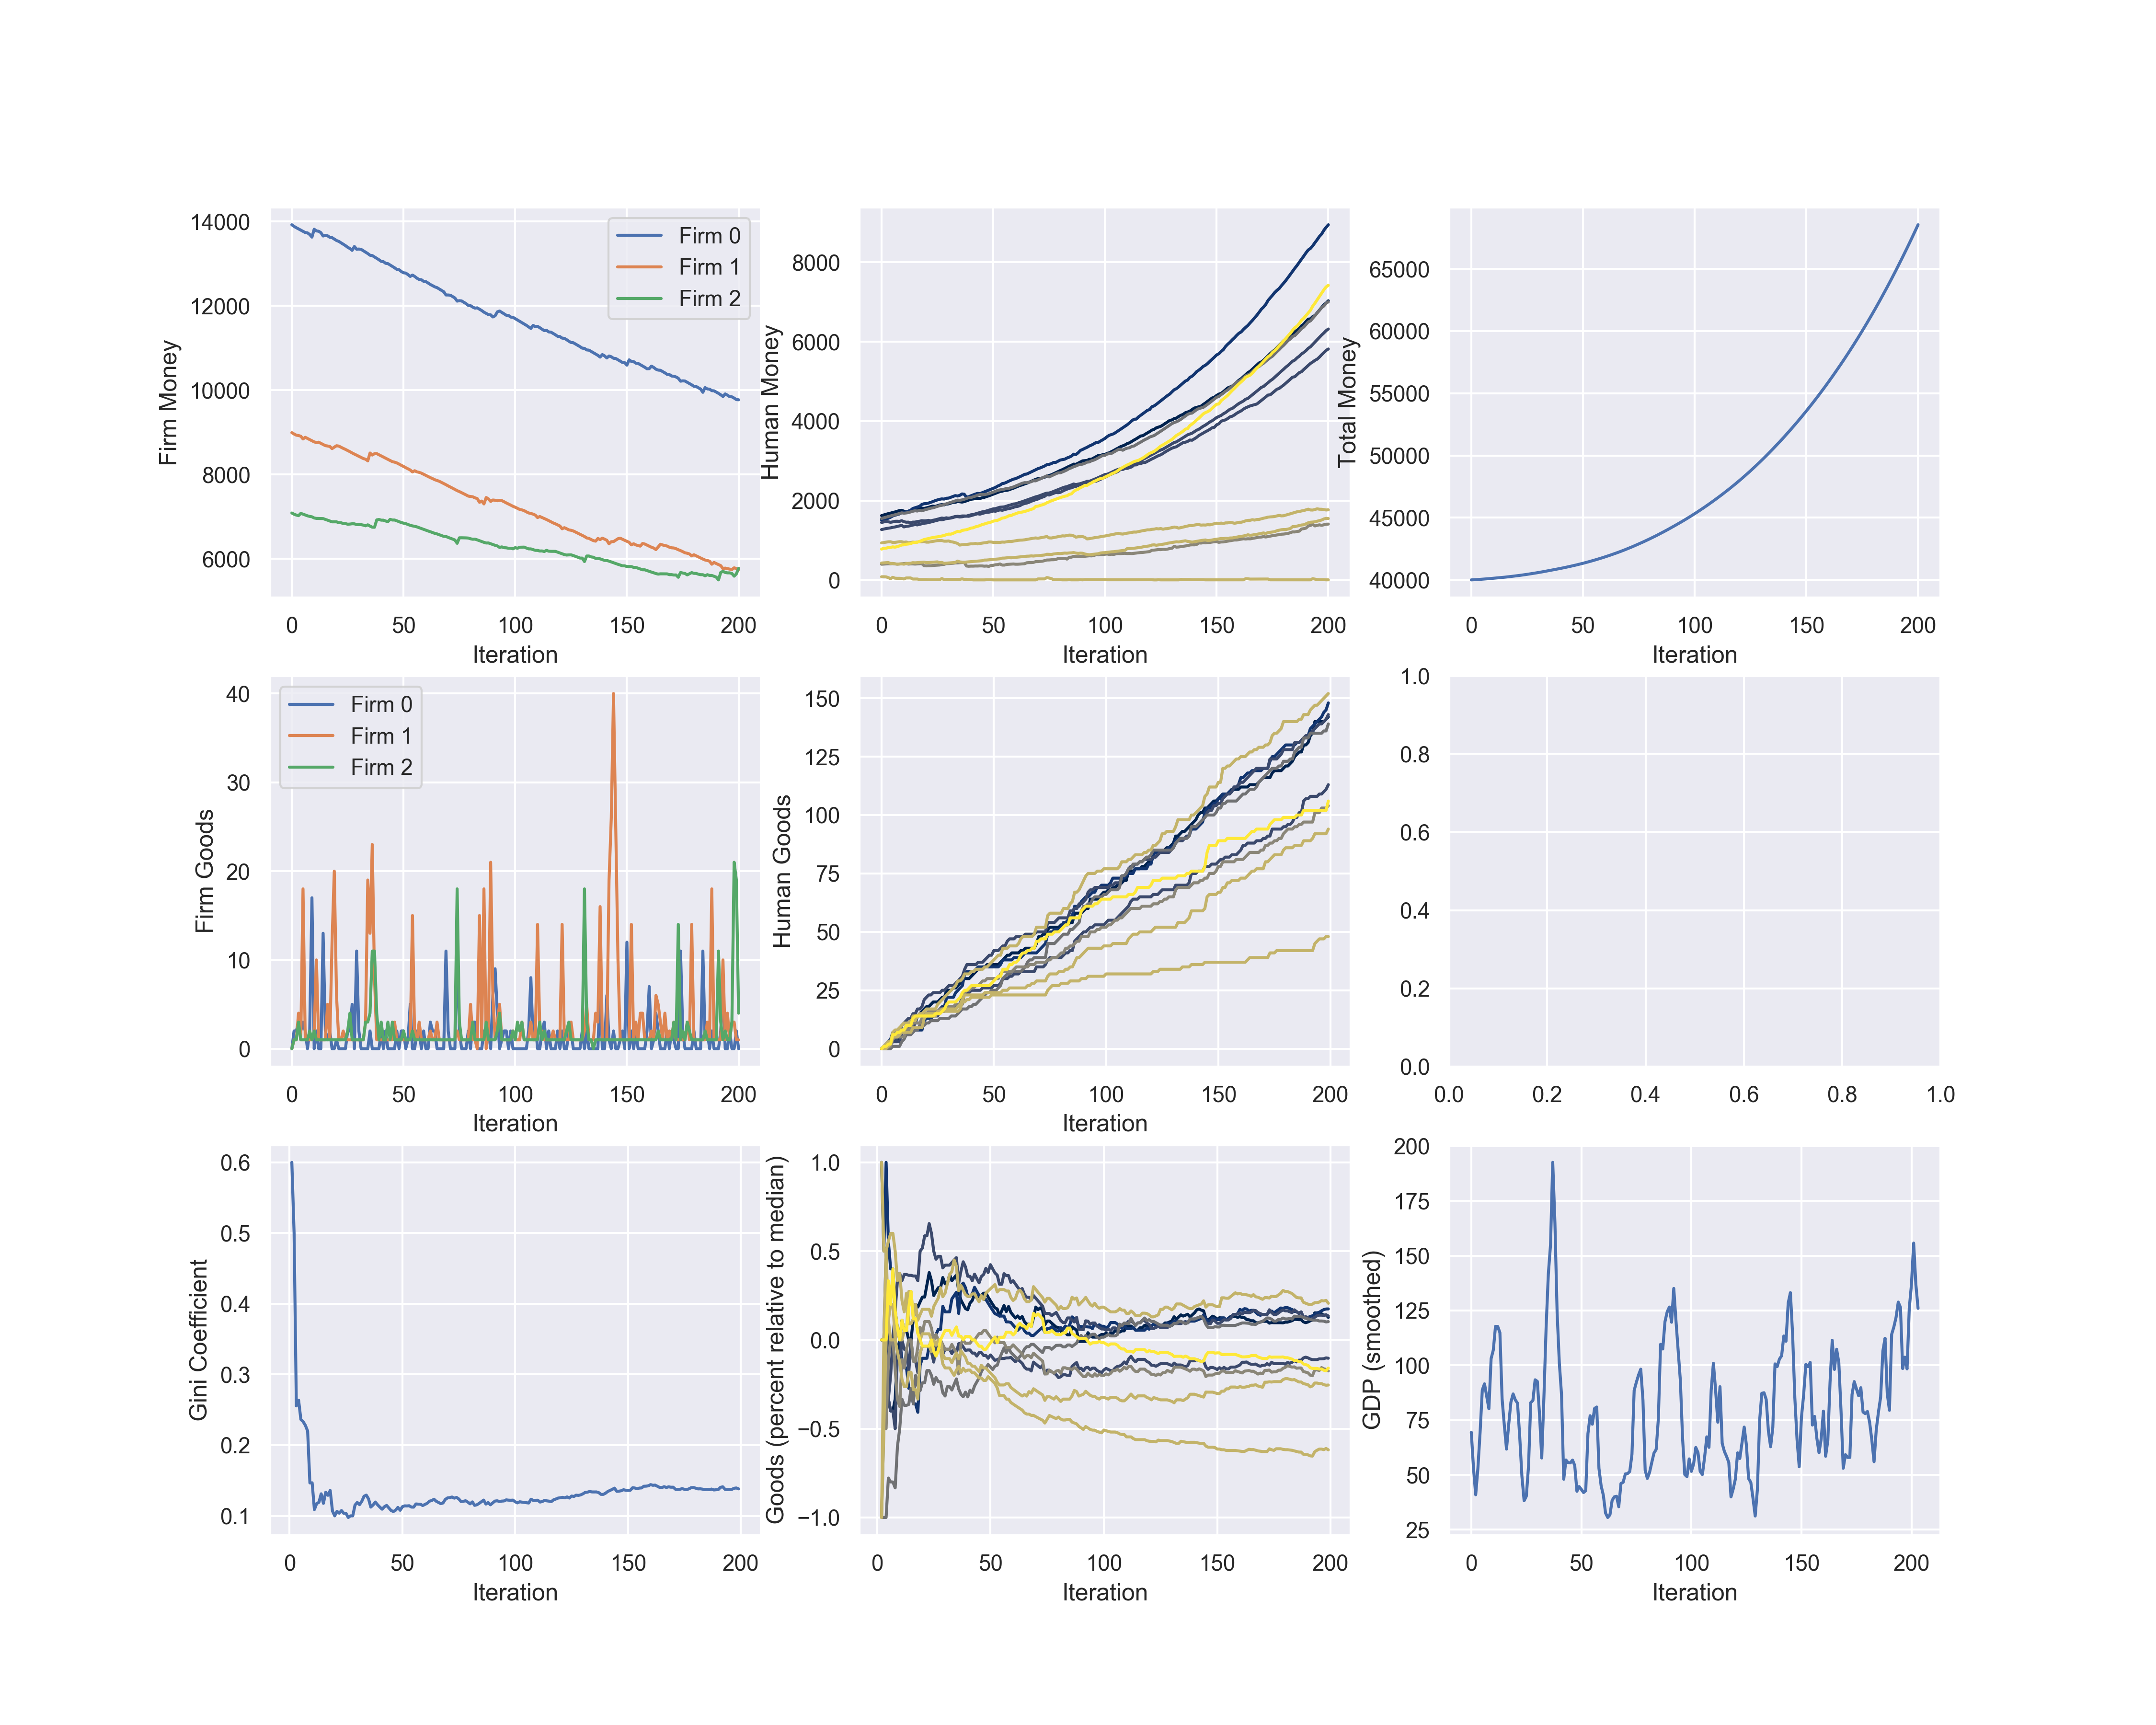 Firm Money
14000
12000
10000
8000
6000
Firm 0
Firm 1
Firm 2
0 50 100 150 200
Iteration
Human Money
8000
6000
4000
2000
0
0 50 100 150 200
Iteration
Total Money
65000
60000
55000
50000
45000
40000
0 50 100 150 200
Iteration
Firm Goods
40
30
20
10
0
Firm 0
Firm 1
Firm 2
0 50 100 150 200
Iteration
Human Goods
150
125
100
75
50
25
0
0 50 100 150 200
Iteration
1.0
0.8
0.6
0.4
0.2
0.0
0.0 0.2 0.4 0.6 0.8 1.0
Gini Coefficient
0.6
0.5
0.4
0.3
0.2
0.1
0 50 100 150 200
Iteration
Goods (percent relative to median)
1.0
0.5
0.0
−0.5
−1.0
0 50 100 150 200
Iteration
GDP (smoothed)
200
175
150
125
100
75
50
25
0 50 100 150 200
Iteration